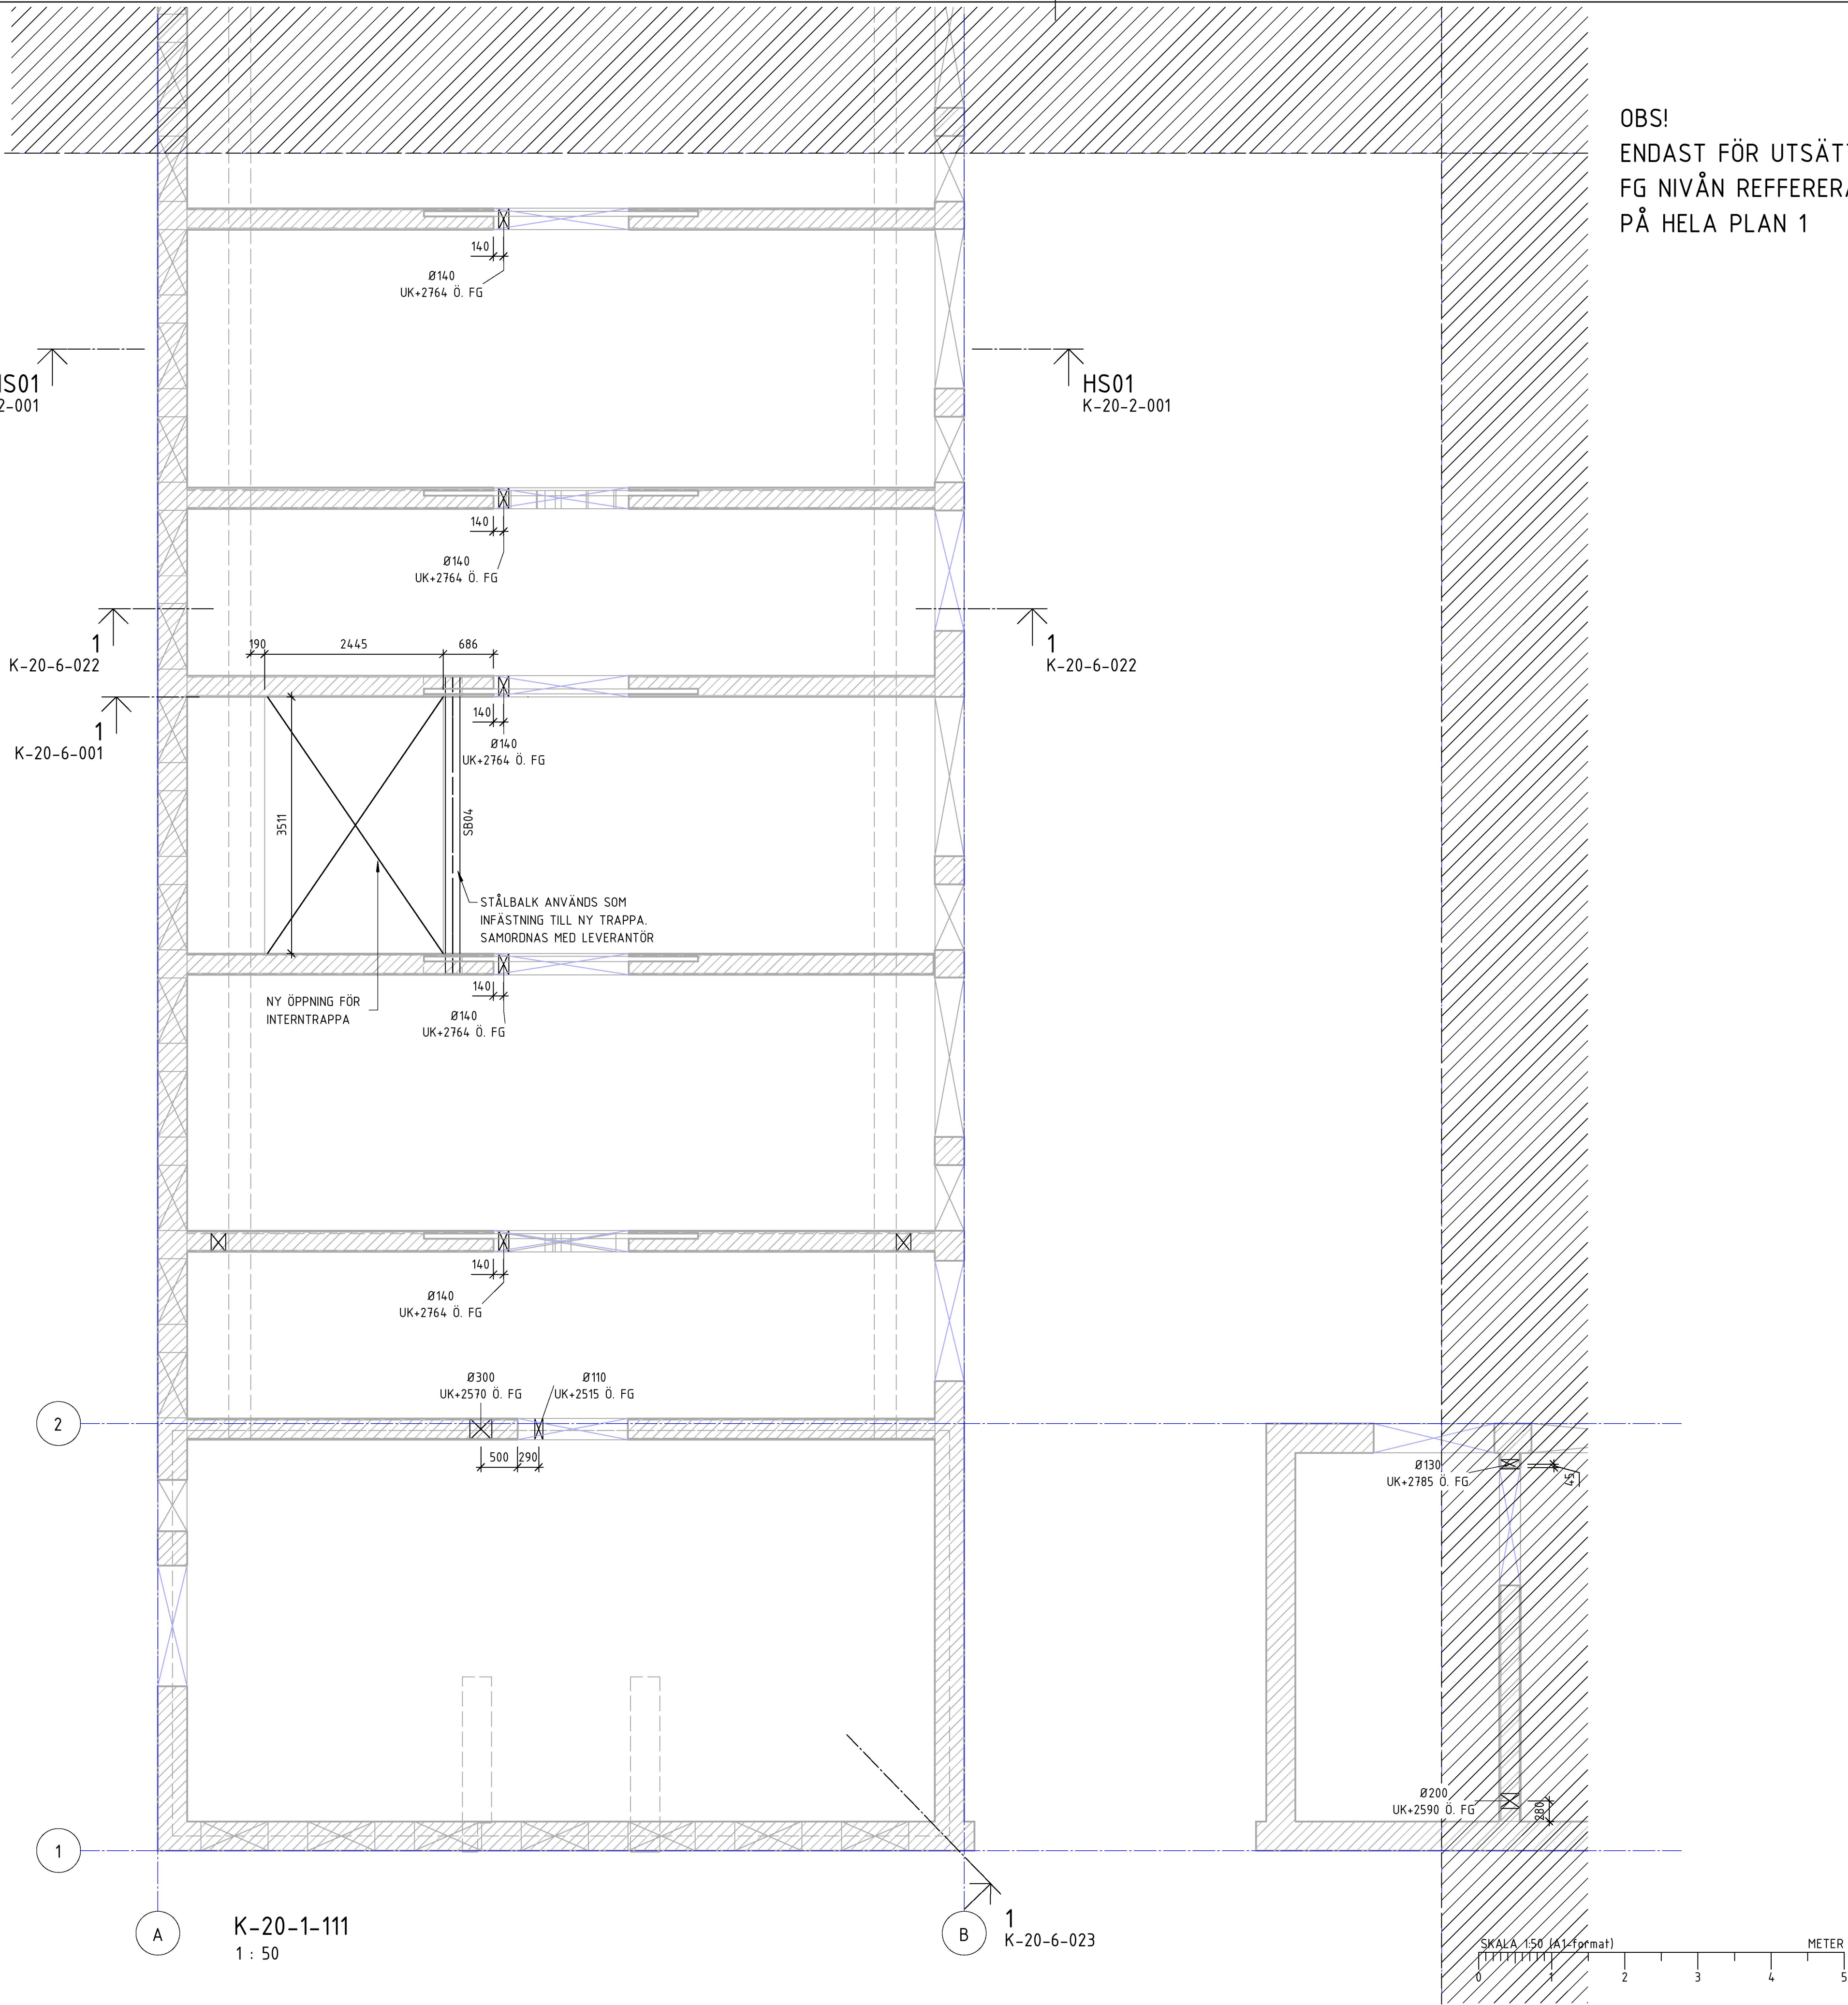 OBS!
ENDAST FÖR UTSÄTT
FG NIVÅN REFFERERA
PÅ HELA PLAN 1
140
Ø140
UK+2764 Ö. FG
HS01
2-001
HS01
K-20-2-001
140
Ø140
UK+2764 Ö. FG
1
K-20-6-022
1
K-20-6-022
190
2445
686
1
K-20-6-001
140
Ø140
UK+2764 Ö. FG
3511
SB04
STÅLBALK ANVÄNDS SOM
INFÄSTNING TILL NY TRAPPA.
SAMORDNAS MED LEVERANTÖR
NY ÖPPNING FÖR
INTERNTRAPPA
140
Ø140
UK+2764 Ö. FG
140
Ø140
UK+2764 Ö. FG
Ø300
UK+2570 Ö. FG
Ø110
UK+2515 Ö. FG
2
500
290
Ø130
UK+2785 Ö. FG
45
Ø200
UK+2590 Ö. FG
280
1
A
K-20-1-111
1 : 50
B
1
K-20-6-023
SKALA 1:50 (A1-format)
METER
0
1
2
3
4
5